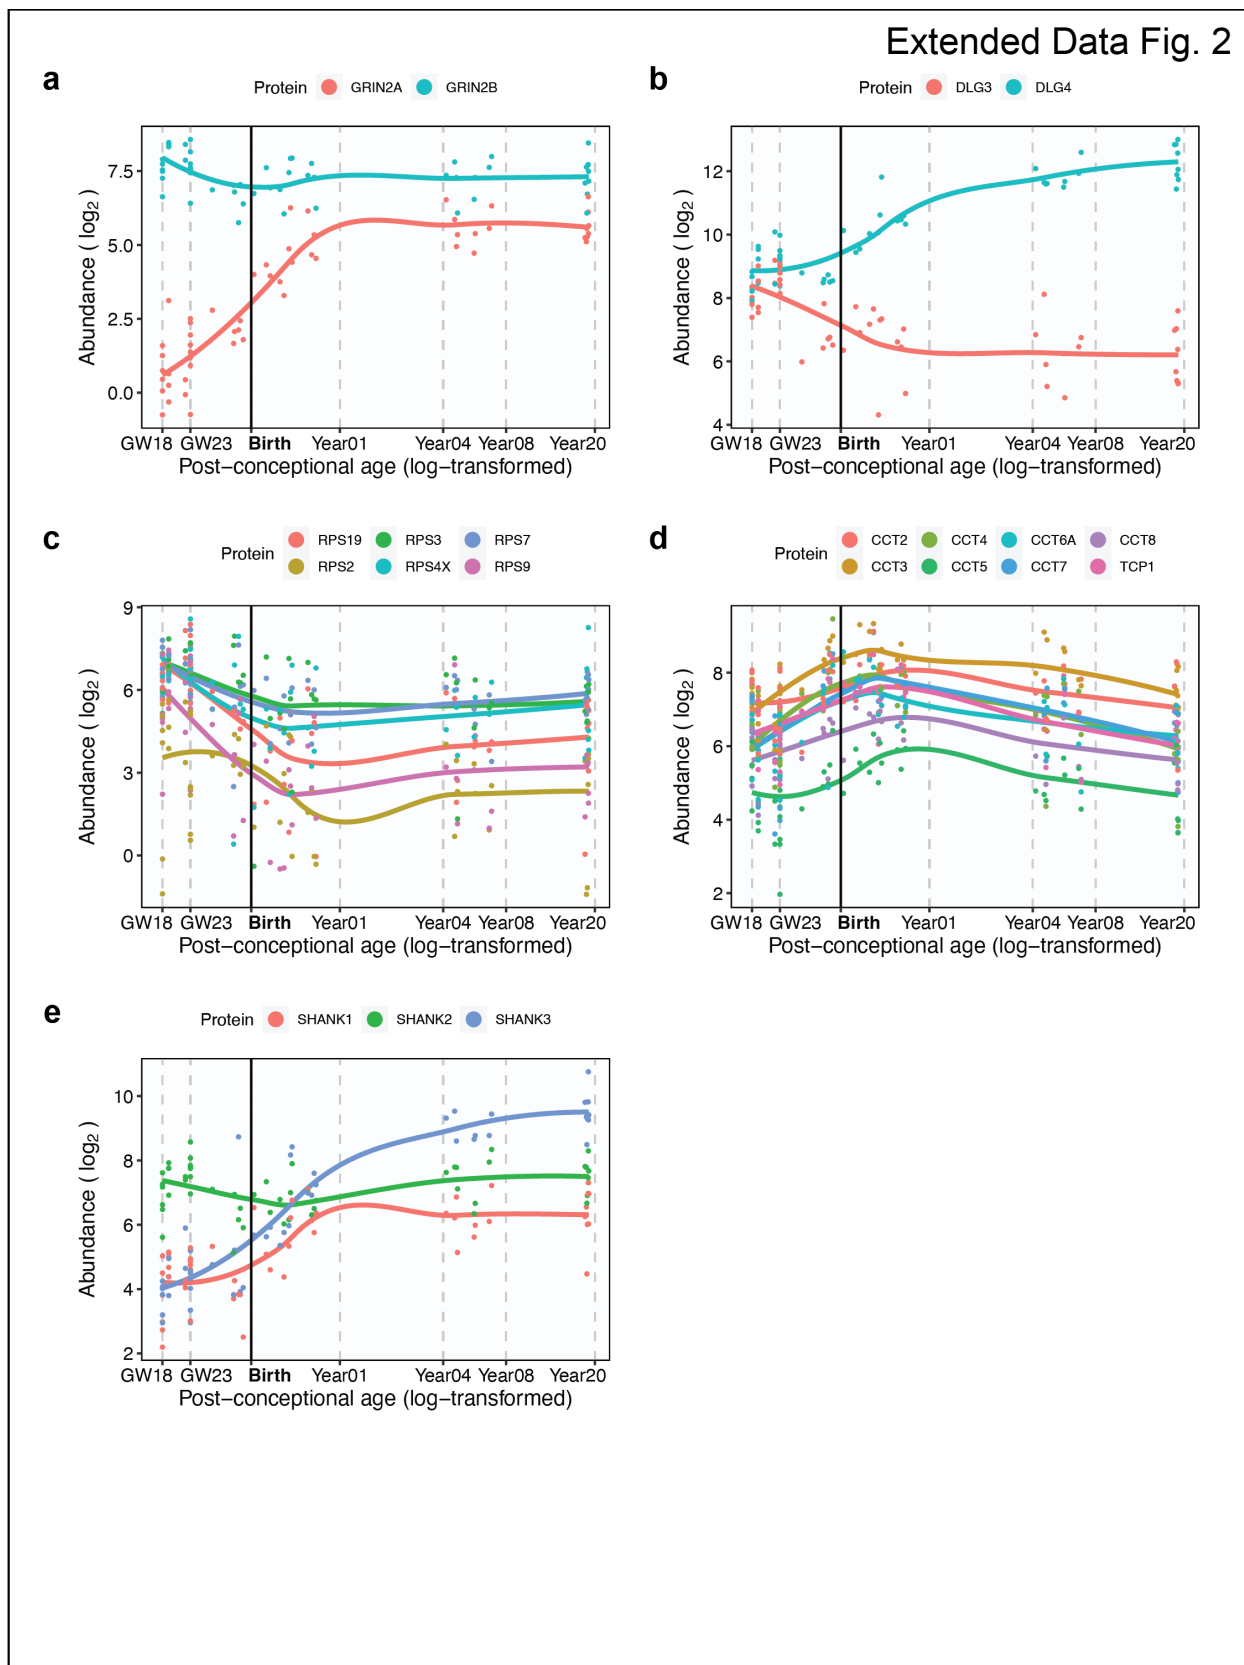 Extended Data Fig. 2
a
Protein GRIN2A GRIN2B
Abundance ( log2 )
7.5
5.0
2.5
0.0
GW18 GW23 Birth Year01 Year04 Year08 Year20
Post−conceptional age (log−transformed)
b
Protein DLG3 DLG4
Abundance ( log2 )
12
10
8
6
4
GW18 GW23 Birth Year01 Year04 Year08 Year20
Post−conceptional age (log−transformed)
c
Protein
RPS19 RPS3 RPS7
RPS2 RPS4X RPS9
Abundance ( log2 )
9
6
3
0
GW18 GW23 Birth Year01 Year04 Year08 Year20
Post−conceptional age (log−transformed)
d
Protein
CCT2 CCT4 CCT6A CCT8
CCT3 CCT5 CCT7 TCP1
Abundance ( log2 )
8
6
4
2
GW18 GW23 Birth Year01 Year04 Year08 Year20
Post−conceptional age (log−transformed)
e
Protein SHANK1 SHANK2 SHANK3
Abundance ( log2 )
10
8
6
4
2
GW18 GW23 Birth Year01 Year04 Year08 Year20
Post−conceptional age (log−transformed)